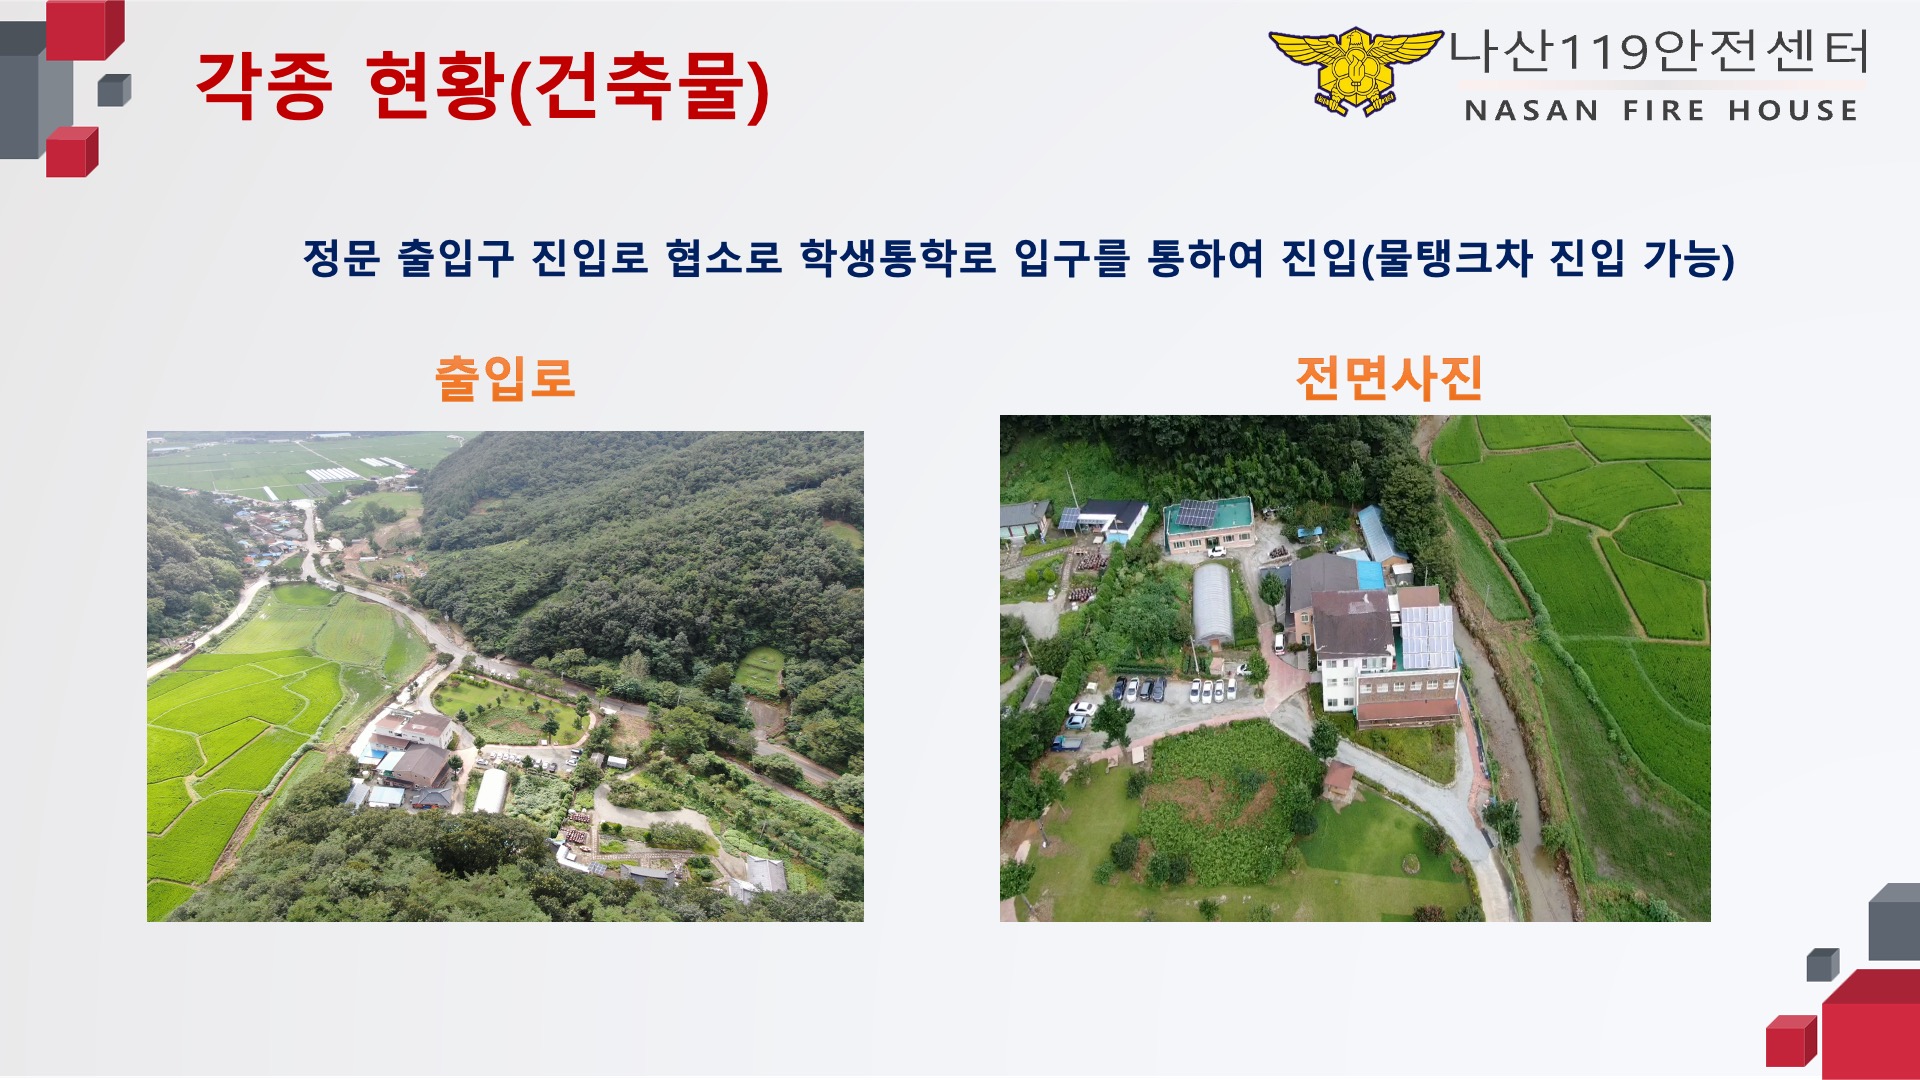 각종 현황(건축물)
나산119안전센터
NASAN FIRE HOUSE
정문 출입구 진입로 협소로 학생통학로 입구를 통하여 진입(물탱크차 진입 가능)
출입로
전면사진